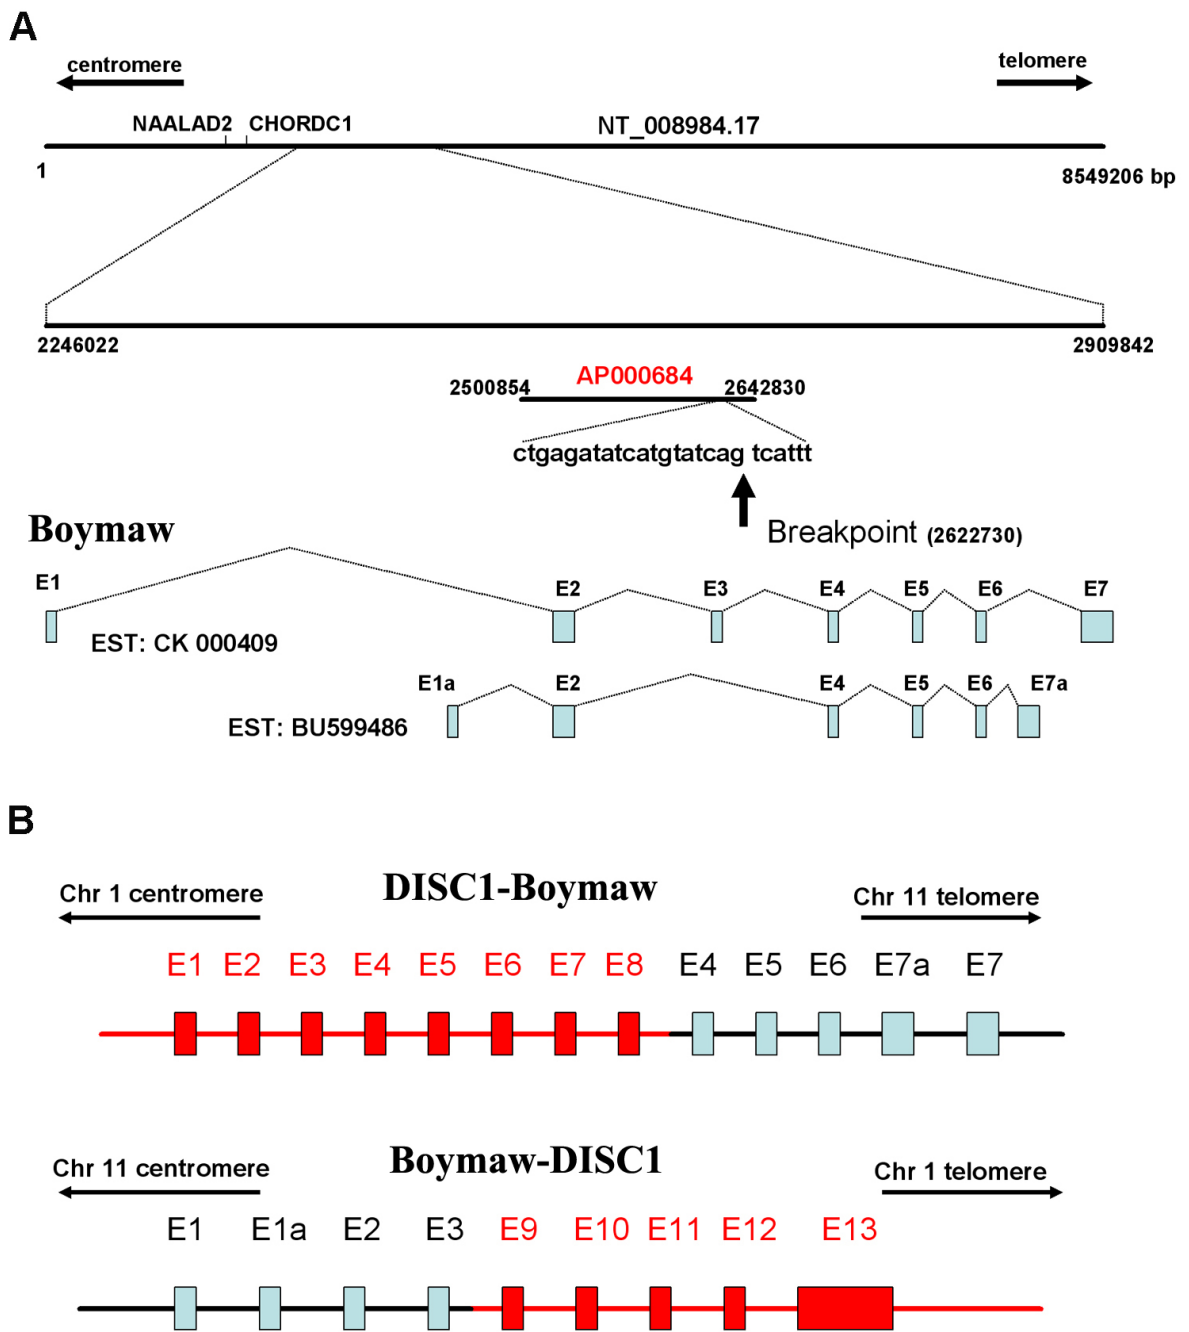 A
centromere
telomere
NAALAD2 CHORDC1 NT_008984.17
1
8549206 bp
2246022
2909842
AP000684
2500854
2642830
ctgagatatcatgtatcag tcattt
Boymaw
Breakpoint (2622730)
E1 E2 E3 E4 E5 E6 E7
EST: CK 000409
E1a E2 E4 E5 E6 E7a
EST: BU599486
B
Chr 1 centromere
DISC1-Boymaw
Chr 11 telomere
E1 E2 E3 E4 E5 E6 E7 E8 E4 E5 E6 E7a E7
Chr 11 centromere
Boymaw-DISC1
Chr 1 telomere
E1 E1a E2 E3 E9 E10 E11 E12 E13